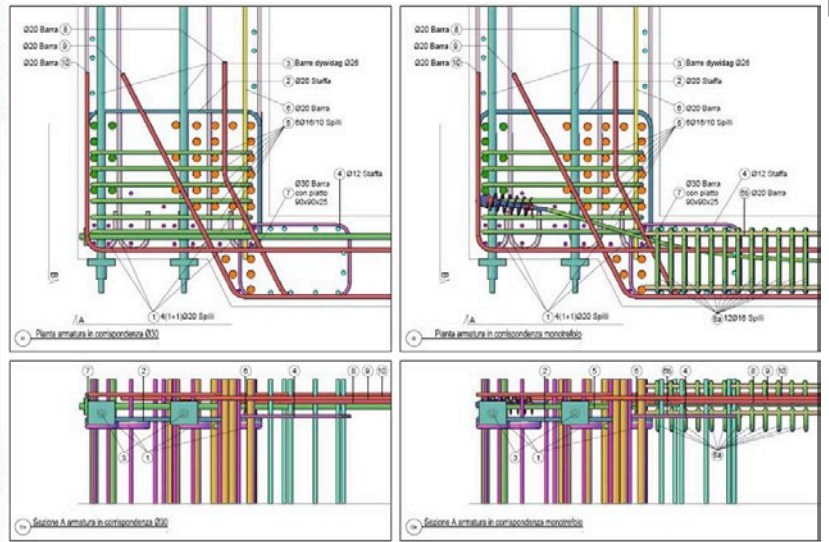 Ø20 Barra 8
Ø20 Barra 9
Ø20 Barra 10
3 Barre dywidag Ø26
2 Ø20 Staffa
6 Ø20 Barra
5 6Ø16/10 Spilli
4 Ø12 Staffa
7 Ø30 Barra
con piatto
90x90x25
B
A
1 4(1+1)Ø20 Spilli
Pianta armatura in corrispondenza Ø30
Ø20 Barra 8
Ø20 Barra 9
Ø20 Barra 10
3 Barre dywidag Ø26
2 Ø20 Staffa
6 Ø20 Barra
6Ø16/10 Spilli
4 Ø12 Staffa
7 Ø30 Barra
con piatto
90x90x25
6b Ø20 Barra
B
A
1 4(1+1)Ø20 Spilli
6a 12Ø16 Spilli
Pianta armatura in corrispondenza monotrefolo
7 2 6 4 8 9 10
3 1
Sezione A armatura in corrispondenza Ø30
2 5 6 6b 4 8 9 10
3 1 6a
Sezione A armatura in corrispondenza monotrefolo